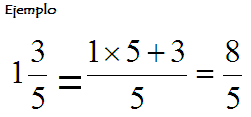 Ejemplo
1 3/5 = (1×5+3)/5 = 8/5